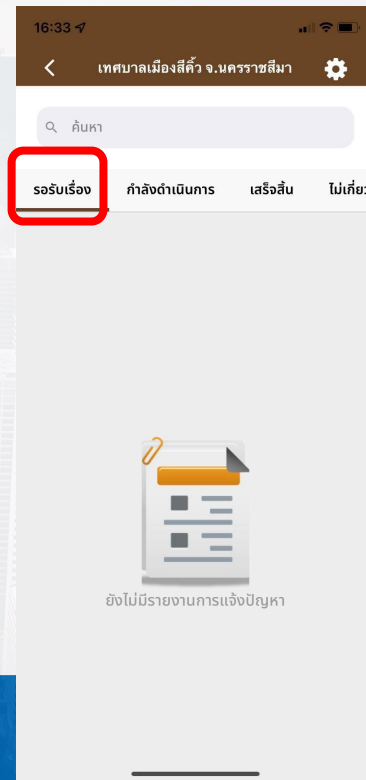 16:33
เทศบาลเมืองสีคิ้ว จ.นครราชสีมา
ค้นหา
รอรับเรื่อง กำลังดำเนินการ เสร็จสิ้น ไม่เกี่ยว
ยังไม่มีรายงานการแจ้งปัญหา